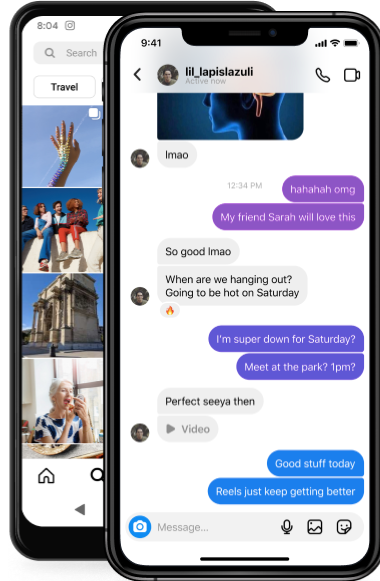 8:04
Search
Travel
9:41
lil_lapislazuli
Active now
lmao
12:34 PM
hahahah omg
My friend Sarah will love this
So good lmao
When are we hanging out?
Going to be hot on Saturday
I'm super down for Saturday?
Meet at the park? 1pm?
Perfect seeya then
Video
Good stuff today
Reels just keep getting better
Message...